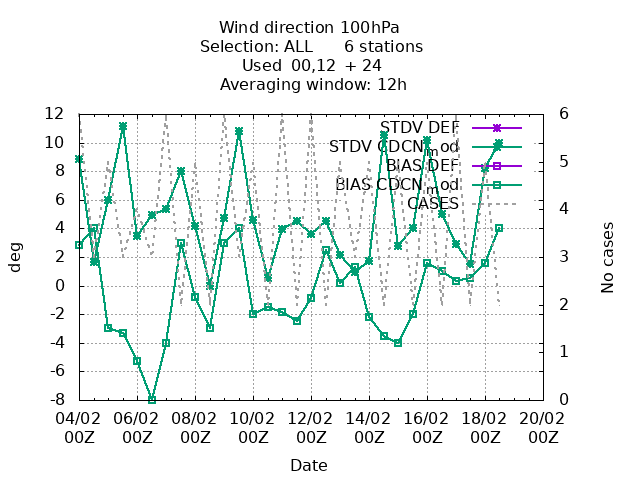 Wind direction 100hPa
Selection: ALL 6 stations
Used 00,12 + 24
Averaging window: 12h
12 6
STDV DEF
10 STDV CDCN_mod
8 BIAS DEF 5
6 BIAS CDCN_mod
4 CASES 4
2 3
0
-2 2
-4
-6 1
-8 0
deg
No cases
04/02 06/02 08/02 10/02 12/02 14/02 16/02 18/02 20/02
00Z 00Z 00Z 00Z 00Z 00Z 00Z 00Z 00Z
Date